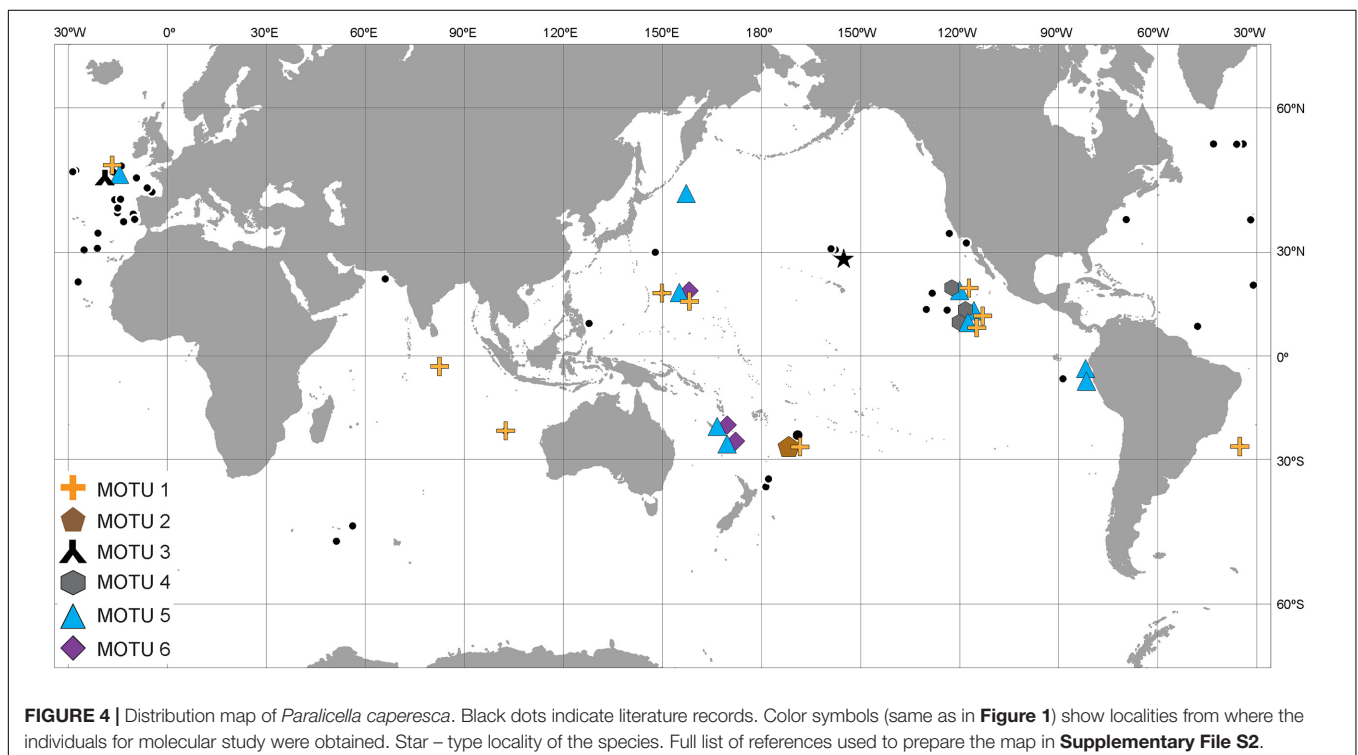 30ºW 0º 30ºE 60ºE 90ºE 120ºE 150ºE 180º 150ºW 120ºW 90ºW 60ºW 30ºW
60ºN
30ºN
0º
30ºS
60ºS
MOTU 1
MOTU 2
MOTU 3
MOTU 4
MOTU 5
MOTU 6
FIGURE 4 | Distribution map of Paralicella caperesca. Black dots indicate literature records. Color symbols (same as in Figure 1) show localities from where the
individuals for molecular study were obtained. Star – type locality of the species. Full list of references used to prepare the map in Supplementary File S2.